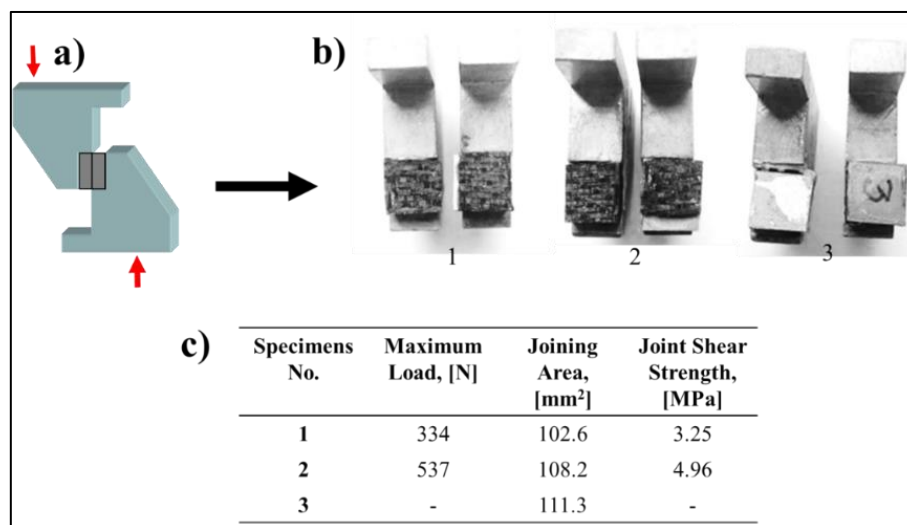 a)
b)
3
1
2
3
c)
Specimens No. Maximum Load, [N] Joining Area, [mm²] Joint Shear Strength, [MPa]
1 334 102.6 3.25
2 537 108.2 4.96
3 - 111.3 -